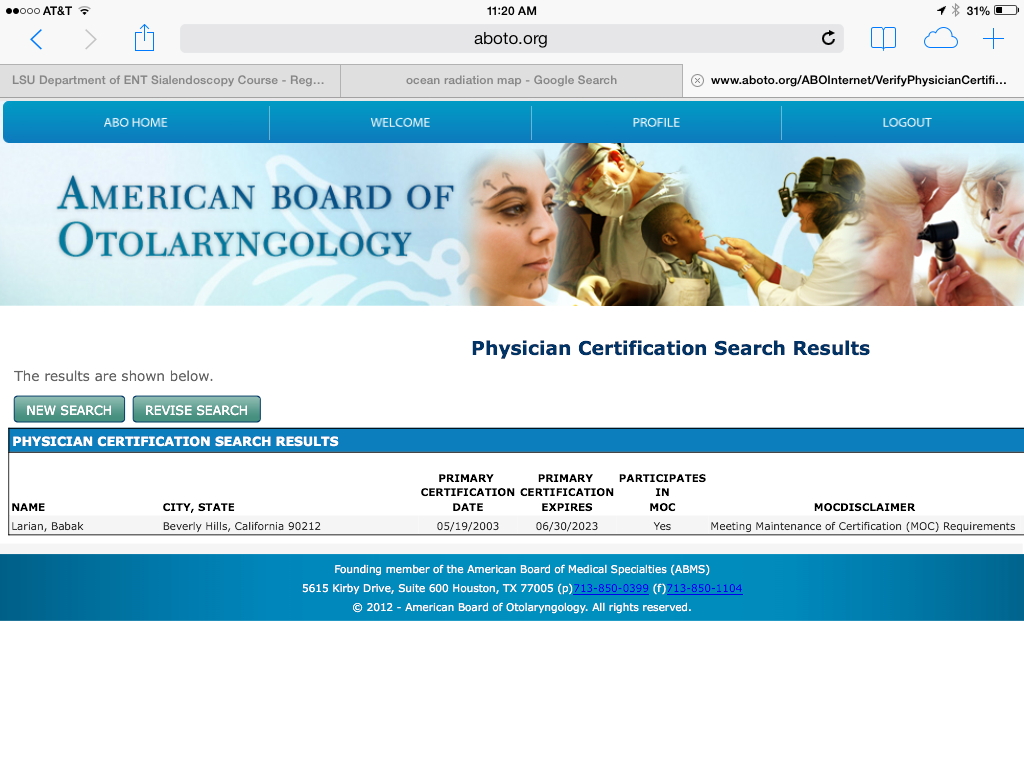 AT&T 11:20 AM 31%
aboto.org
LSU Department of ENT Sialendoscopy Course - Reg... ocean radiation map - Google Search www.aboto.org/ABOInternet/VerifyPhysicianCertifi...
ABO HOME WELCOME PROFILE LOGOUT
AMERICAN BOARD OF
OTOLARYNGOLOGY
Physician Certification Search Results
The results are shown below.
NEW SEARCH REVISE SEARCH
PHYSICIAN CERTIFICATION SEARCH RESULTS
PRIMARY PRIMARY PARTICIPATES
CERTIFICATION CERTIFICATION IN
NAME CITY, STATE DATE EXPIRES MOC MOCDISCLAIMER
Larian, Babak Beverly Hills, California 90212 05/19/2003 06/30/2023 Yes Meeting Maintenance of Certification (MOC) Requirements
Founding member of the American Board of Medical Specialties (ABMS)
5615 Kirby Drive, Suite 600 Houston, TX 77005 (p)713-850-0399 (f)713-850-1104
© 2012 - American Board of Otolaryngology. All rights reserved.